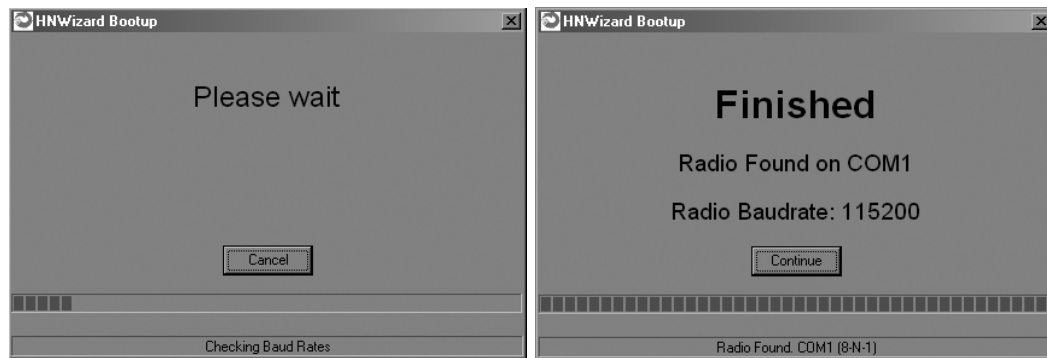 HNWizard Bootup
Please wait
Cancel
Checking Baud Rates
HNWizard Bootup
Finished
Radio Found on COM1
Radio Baudrate: 115200
Continue
Radio Found. COM1 (8-N-1)